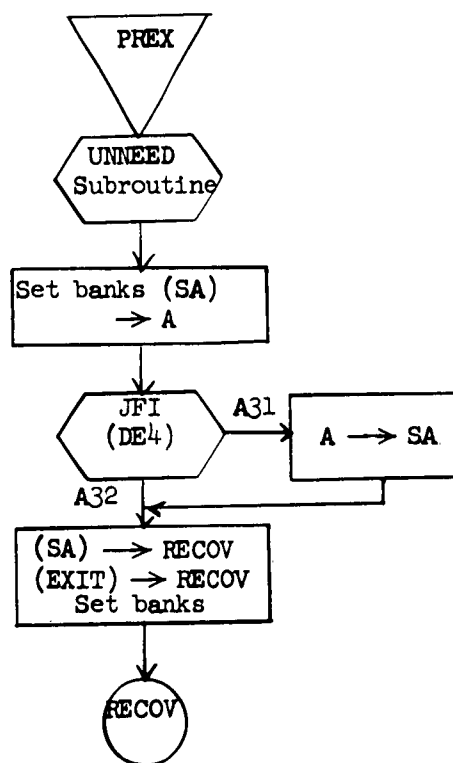 PREX
UNNEED
Subroutine
Set banks (SA)
→ A
JFI
(DE4)
A31
A → SA
A32
(SA) → RECOV
(EXIT) → RECOV
Set banks
RECOV